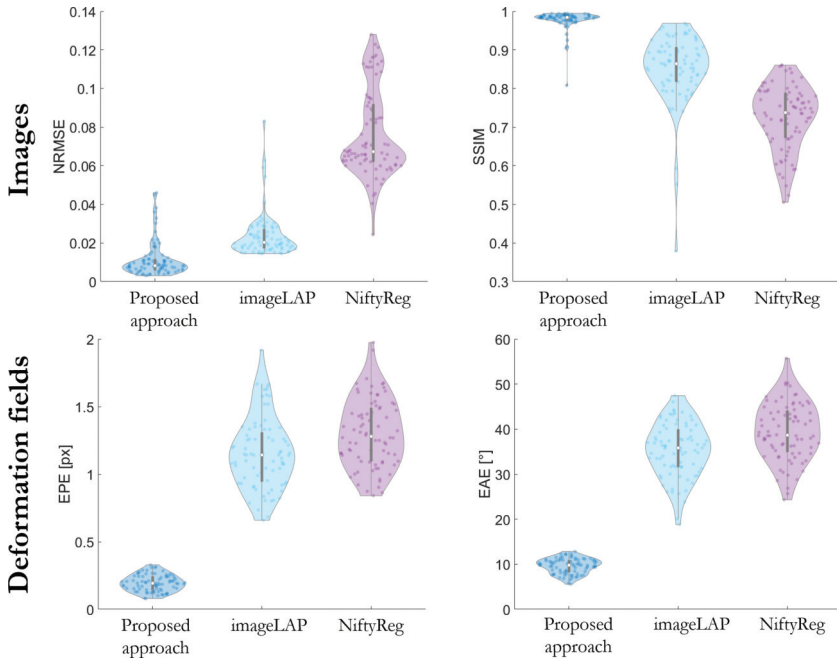 Images
NRMSE
0.14
0.12
0.1
0.08
0.06
0.04
0.02
0
Proposed
approach
imageLAP
NiftyReg
SSIM
1
0.9
0.8
0.7
0.6
0.5
0.4
0.3
Proposed
approach
imageLAP
NiftyReg
Deformation fields
EPE [px]
2
1.5
1
0.5
0
Proposed
approach
imageLAP
NiftyReg
EAE [°]
60
50
40
30
20
10
0
Proposed
approach
imageLAP
NiftyReg